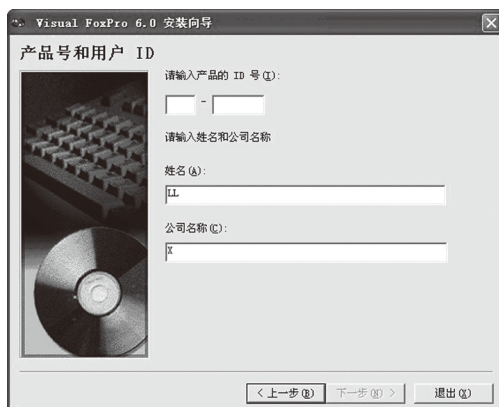 Visual FoxPro 6.0 安装向导
产品号和用户 ID
请输入产品的 ID 号(I):
-
请输入姓名和公司名称
姓名(A):
LL
公司名称(C):
X
< 上一步(B)
下一步(N) >
退出(X)